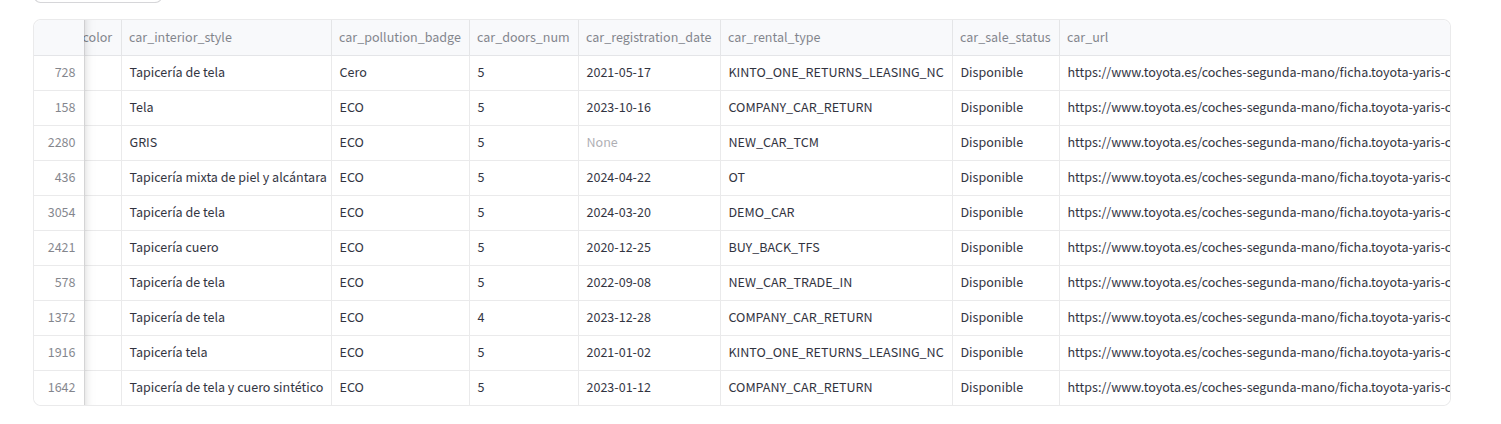 color car_interior_style car_pollution_badge car_doors_num car_registration_date car_rental_type car_sale_status car_url
728 Tapicería de tela Cero 5 2021-05-17 KINTO_ONE_RETURNS_LEASING_NC Disponible https://www.toyota.es/coches-segunda-mano/ficha.toyota-yaris-c
158 Tela ECO 5 2023-10-16 COMPANY_CAR_RETURN Disponible https://www.toyota.es/coches-segunda-mano/ficha.toyota-yaris-c
2280 GRIS ECO 5 None NEW_CAR_TCM Disponible https://www.toyota.es/coches-segunda-mano/ficha.toyota-yaris-c
436 Tapicería mixta de piel y alcántara ECO 5 2024-04-22 OT Disponible https://www.toyota.es/coches-segunda-mano/ficha.toyota-yaris-c
3054 Tapicería de tela ECO 5 2024-03-20 DEMO_CAR Disponible https://www.toyota.es/coches-segunda-mano/ficha.toyota-yaris-c
2421 Tapicería cuero ECO 5 2020-12-25 BUY_BACK_TFS Disponible https://www.toyota.es/coches-segunda-mano/ficha.toyota-yaris-c
578 Tapicería de tela ECO 5 2022-09-08 NEW_CAR_TRADE_IN Disponible https://www.toyota.es/coches-segunda-mano/ficha.toyota-yaris-c
1372 Tapicería de tela ECO 4 2023-12-28 COMPANY_CAR_RETURN Disponible https://www.toyota.es/coches-segunda-mano/ficha.toyota-yaris-c
1916 Tapicería tela ECO 5 2021-01-02 KINTO_ONE_RETURNS_LEASING_NC Disponible https://www.toyota.es/coches-segunda-mano/ficha.toyota-yaris-c
1642 Tapicería de tela y cuero sintético ECO 5 2023-01-12 COMPANY_CAR_RETURN Disponible https://www.toyota.es/coches-segunda-mano/ficha.toyota-yaris-c